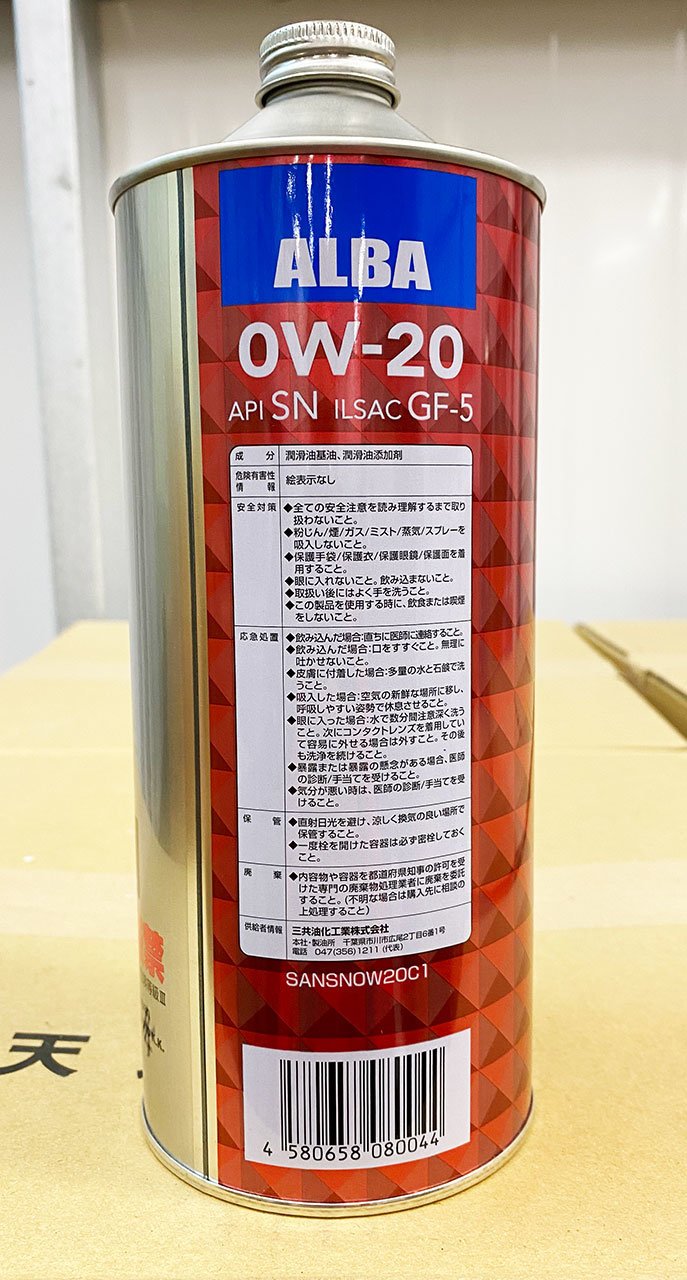 ALBA
0W-20
API SN ILSAC GF-5
成分 潤滑油基油、潤滑油添加剤
危険有害性
情報 絵表示なし
安全対策 ◆全ての安全注意を読み理解するまで取り
扱わないこと。
◆粉じん/煙/ガス/ミスト/蒸気/スプレーを
吸入しないこと。
◆保護手袋/保護衣/保護眼鏡/保護面を着
用すること。
◆眼に入れないこと。飲み込まないこと。
◆取扱い後にはよく手を洗うこと。
◆この製品を使用する時に、飲食または喫煙
をしないこと。
応急処置 ◆飲み込んだ場合:直ちに医師に連絡すること。
◆飲み込んだ場合:口をすすぐこと。無理に
吐かせないこと。
◆皮膚に付着した場合:多量の水と石鹸で洗
うこと。
◆吸入した場合:空気の新鮮な場所に移し、
呼吸しやすい姿勢で休息させること。
◆眼に入った場合:水で数分間注意深く洗う
こと。次にコンタクトレンズを着用してい
て容易に外せる場合は外すこと。その後
も洗浄を続けること。
◆暴露または暴露の懸念がある場合、医師
の診断/手当てを受けること。
◆気分が悪い時は、医師の診断/手当てを受
けること。
保管 ◆直射日光を避け、涼しく換気の良い場所で
保管すること。
◆一度栓を開けた容器は必ず密栓しておく
こと。
廃棄 ◆内容物や容器を都道府県知事の許可を受
けた専門の廃棄物処理業者に廃棄を委託
すること。(不明な場合は購入先に相談の
上処理すること)
供給者情報 三共油化工業株式会社
本社・製油所 千葉県市川市広尾2丁目6番1号
電話 047(356)1211(代表)
SANSN0W20C1
4 580658 080044
禁
等級Ⅲ
K.K.
天